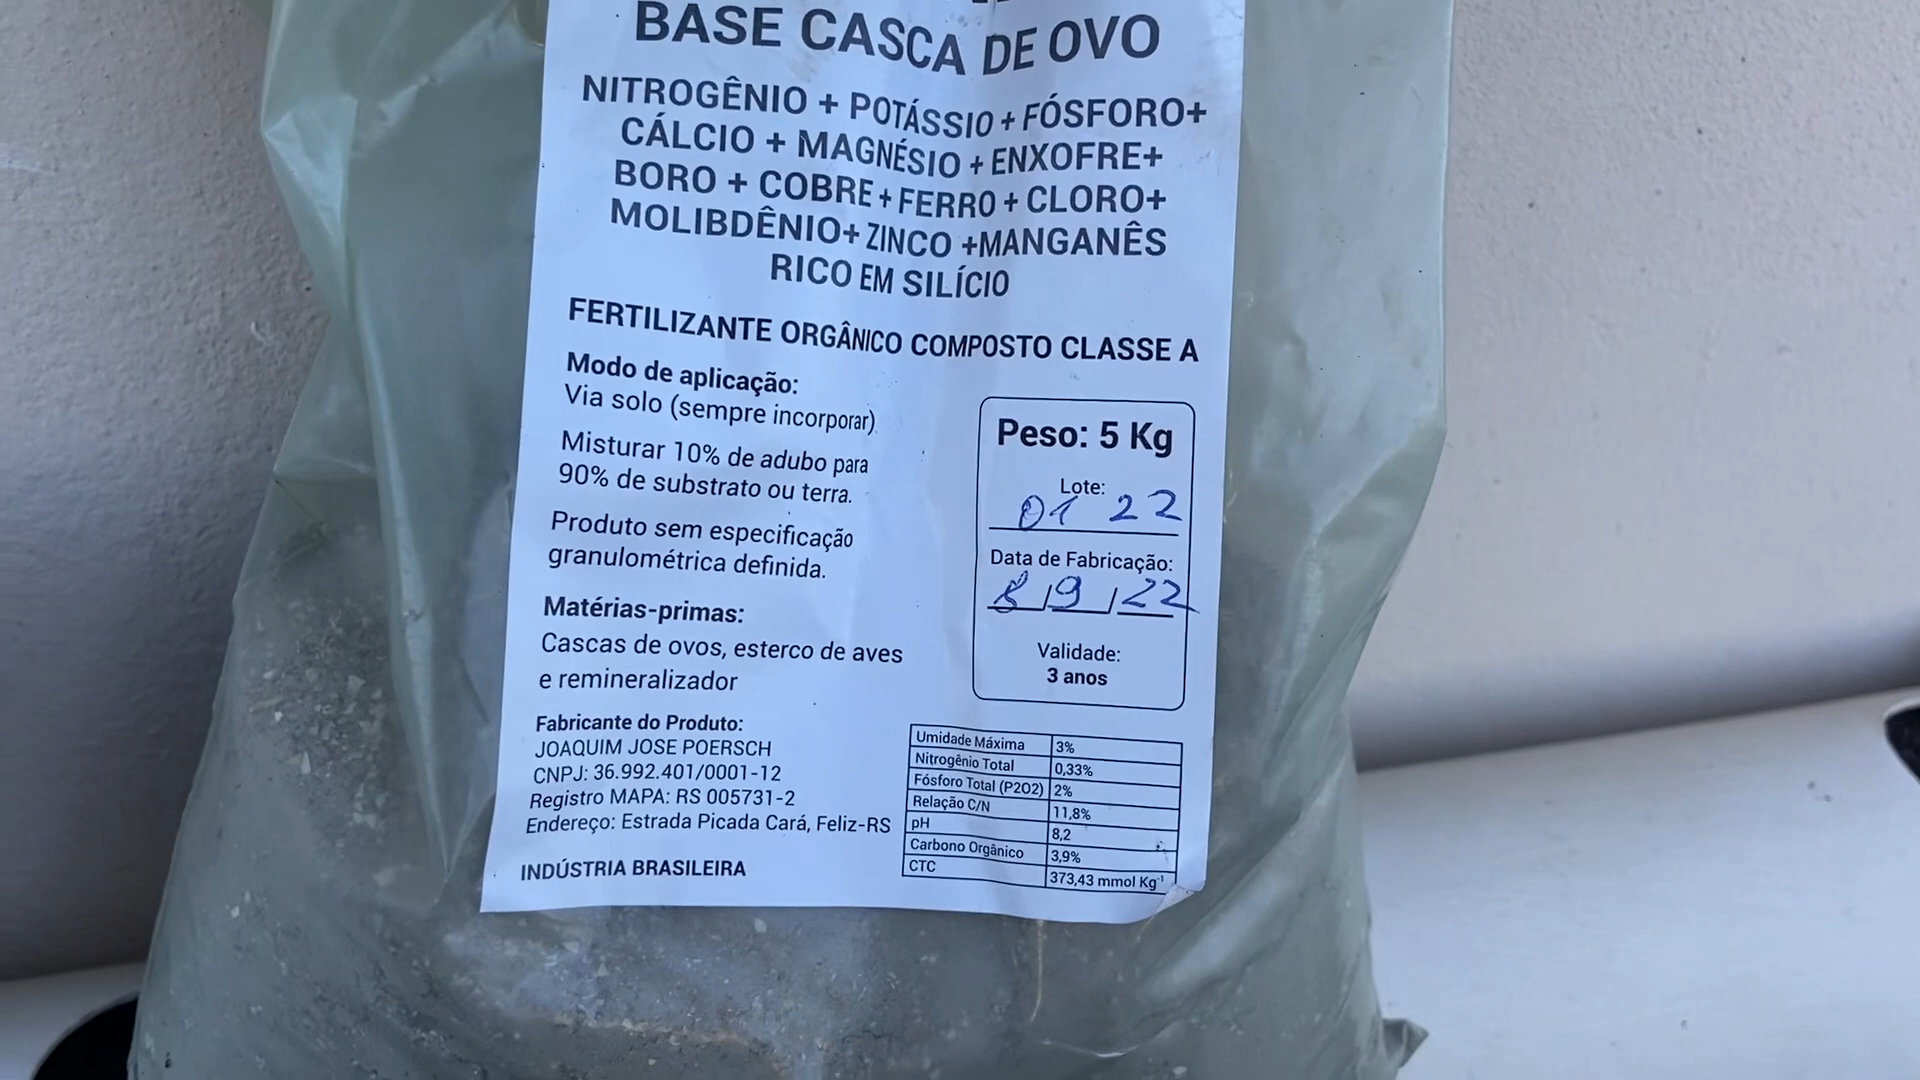 BASE CASCA DE OVO
NITROGÊNIO + POTÁSSIO + FÓSFORO+
CÁLCIO + MAGNÉSIO + ENXOFRE+
BORO + COBRE + FERRO + CLORO+
MOLIBDÊNIO+ ZINCO +MANGANÊS
RICO EM SILÍCIO
FERTILIZANTE ORGÂNICO COMPOSTO CLASSE A
Modo de aplicação:
Via solo (sempre incorporar)
Misturar 10% de adubo para
90% de substrato ou terra.
Produto sem especificação
granulométrica definida.
Matérias-primas:
Cascas de ovos, esterco de aves
e remineralizador
Fabricante do Produto:
JOAQUIM JOSE POERSCH
CNPJ: 36.992.401/0001-12
Registro MAPA: RS 005731-2
Endereço: Estrada Picada Cará, Feliz-RS
INDÚSTRIA BRASILEIRA
Peso: 5 Kg
Lote:
01 22
Data de Fabricação:
8/9/22
Validade:
3 anos
Umidade Máxima 3%
Nitrogênio Total 0,33%
Fósforo Total (P2O2) 2%
Relação C/N 11,8%
pH 8,2
Carbono Orgânico 3,9%
CTC 373,43 mmol Kg⁻¹